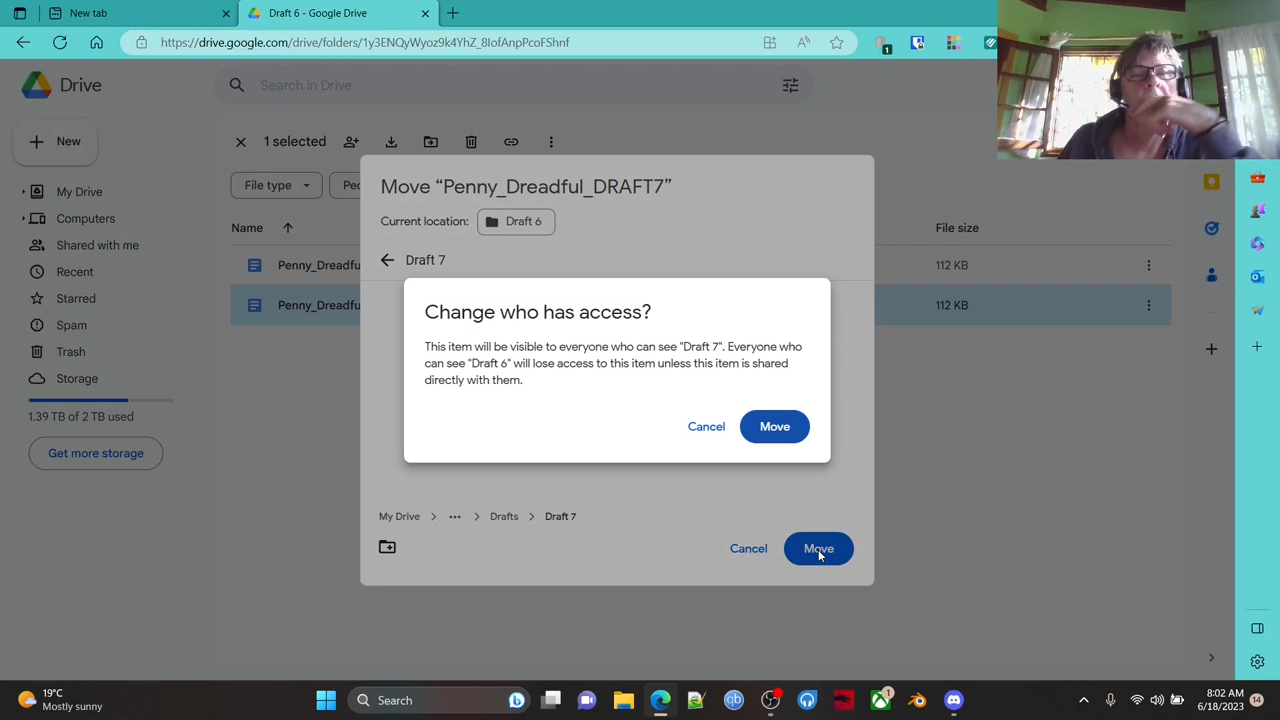 New tab
Draft 6 - Google Drive
https://drive.google.com/drive/folders/1y3ENQyWyoz9k4YhZ_8IofAnpPcoFShnf
1
Drive
Search in Drive
New
1 selected
My Drive
Computers
Shared with me
Recent
Starred
Spam
Trash
Storage
1.39 TB of 2 TB used
Get more storage
File type
Peo
Name
File size
Penny_Dreadfu
112 KB
Penny_Dreadfu
112 KB
Move “Penny_Dreadful_DRAFT7”
Current location:
Draft 6
Draft 7
Change who has access?
This item will be visible to everyone who can see "Draft 7". Everyone who
can see "Draft 6" will lose access to this item unless this item is shared
directly with them.
Cancel
Move
My Drive
Drafts
Draft 7
Cancel
Move
19°C
Mostly sunny
Search
qb
1
8:02 AM
6/18/2023
14